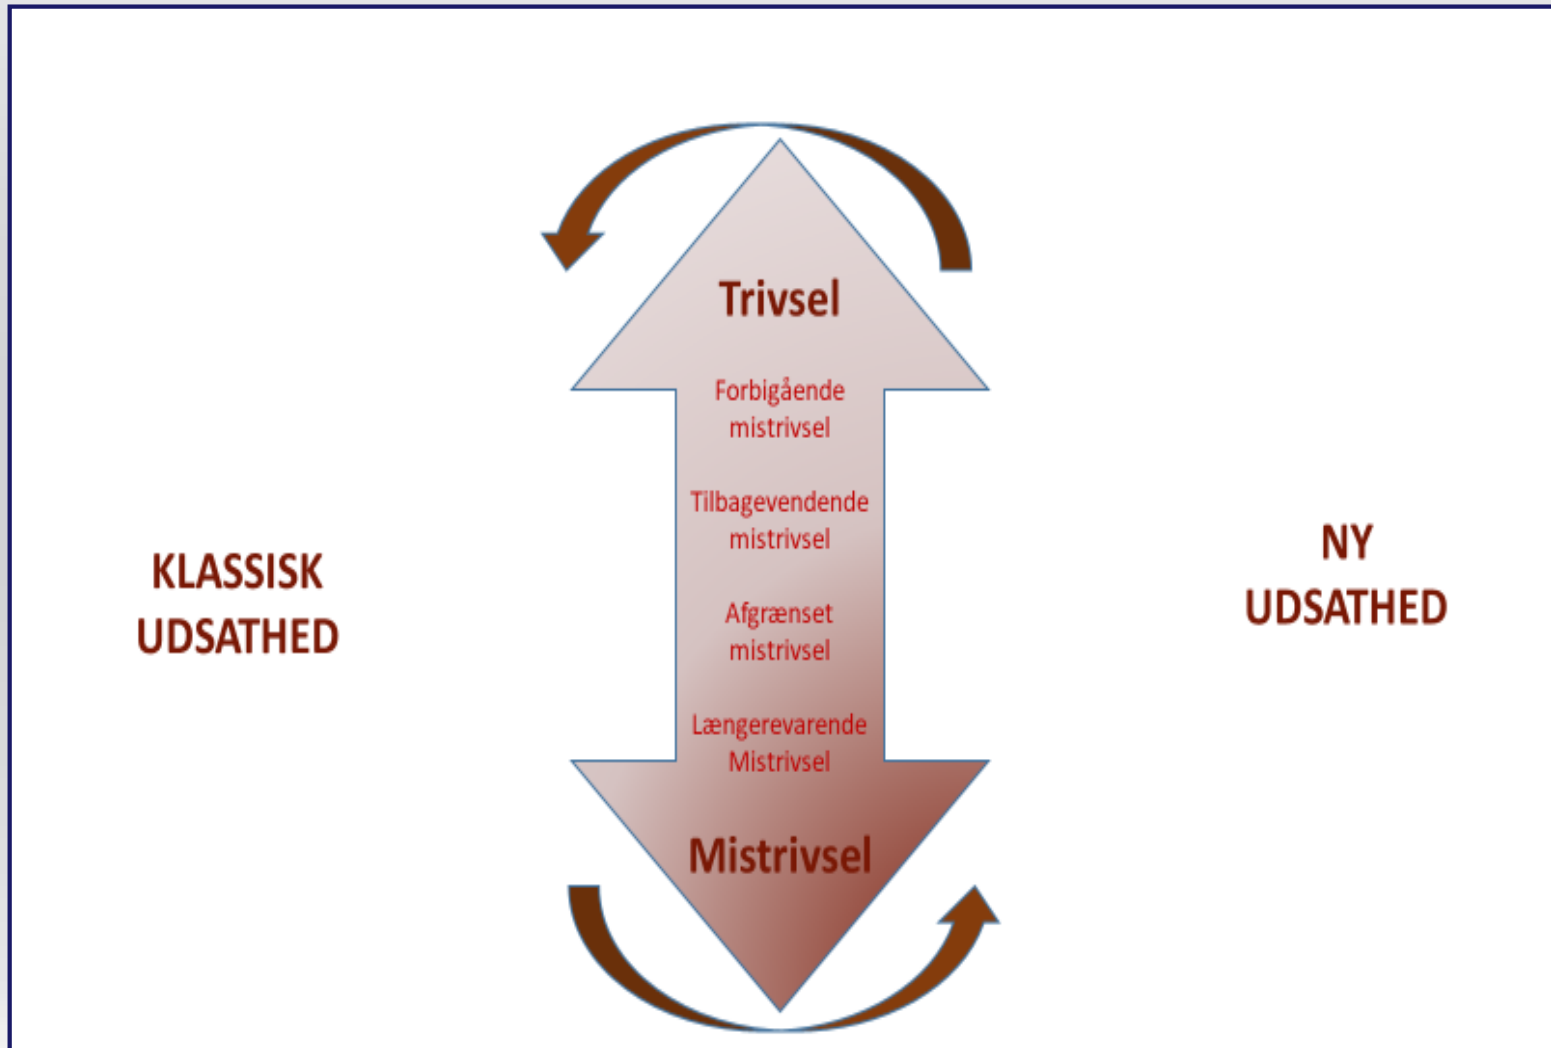 Trivsel
Forbigående
mistrivsel
Tilbagevendende
mistrivsel
Afgrænset
mistrivsel
Længerevarende
Mistrivsel
Mistrivsel
KLASSISK
UDSATHED
NY
UDSATHED